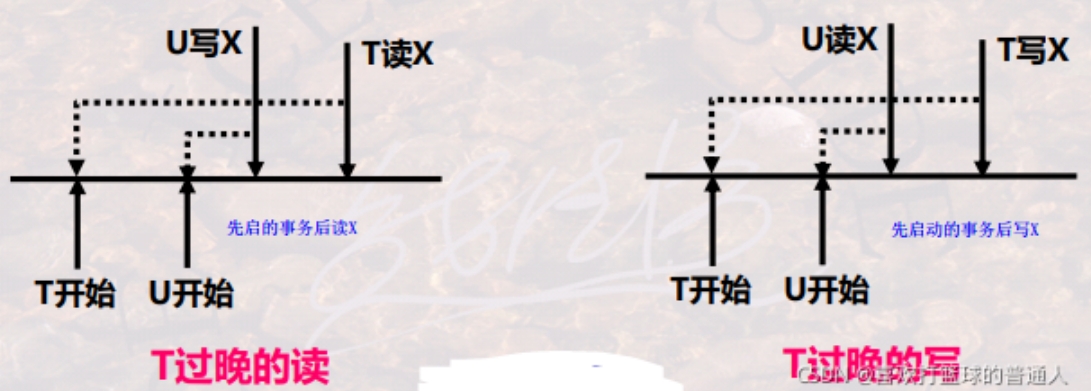 U写X
T读X
先启的事务后读X
T开始
U开始
T过晚的读
U读X
T写X
先启动的事务后写X
T开始
U开始
T过晚的写
CSDN @喜欢打篮球的普通人